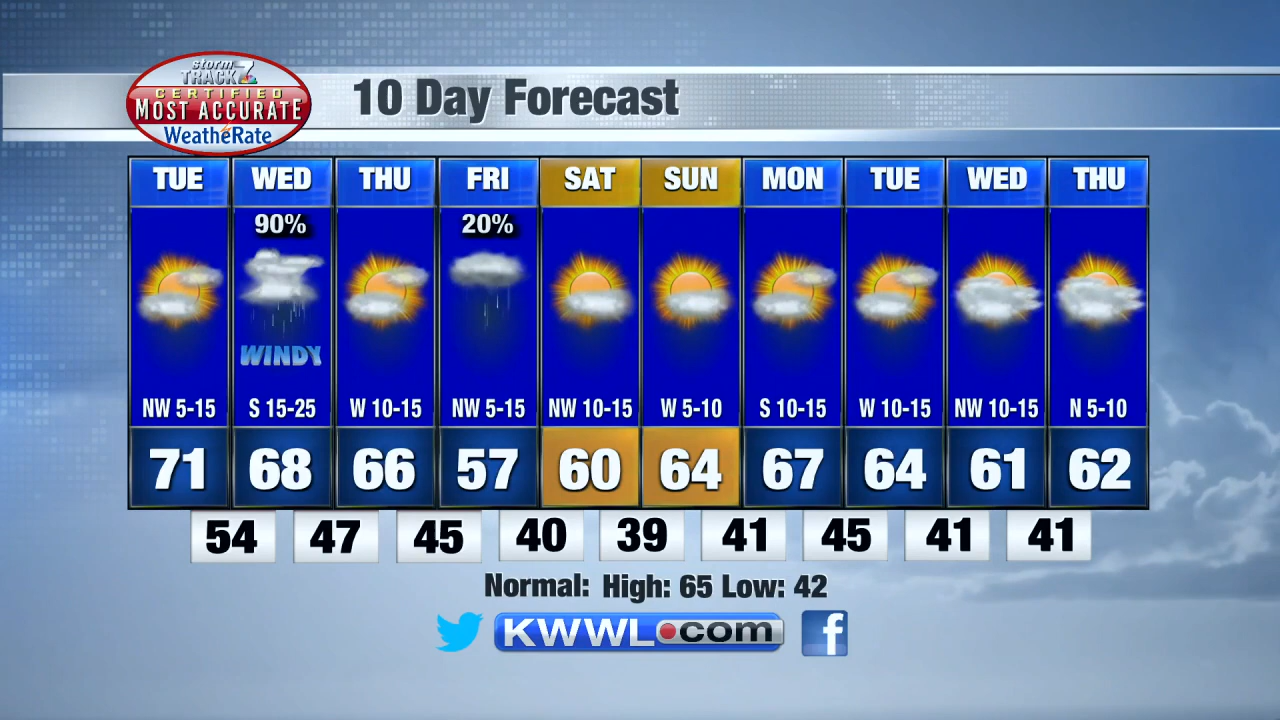 storm
TRACK 7
CERTIFIED
MOST ACCURATE
WeatheRate
10 Day Forecast
TUE WED THU FRI SAT SUN MON TUE WED THU
90% 20%
WINDY
NW 5-15 S 15-25 W 10-15 NW 5-15 NW 10-15 W 5-10 S 10-15 W 10-15 NW 10-15 N 5-10
71 68 66 57 60 64 67 64 61 62
54 47 45 40 39 41 45 41 41
Normal: High: 65 Low: 42
KWWL.com f